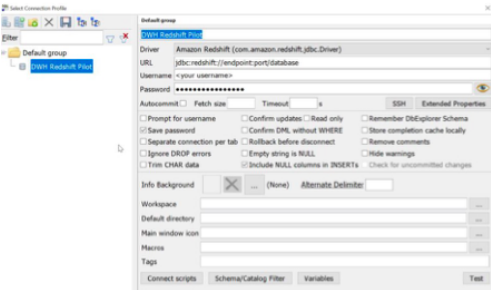 Select Connection Profile
Default group
Filter
Default group
DWH Redshift Pilot
DWH Redshift Pilot
Driver Amazon Redshift (com.amazon.redshift.jdbc.Driver)
URL jdbc:redshift://endpoint:port/database
Username <your username>
Password ****************
Autocommit Fetch size Timeout s SSH Extended Properties
Prompt for username Confirm updates Read only Remember DbExplorer Schema
Save password Confirm DML without WHERE Store completion cache locally
Separate connection per tab Rollback before disconnect Remove comments
Ignore DROP errors Empty string is NULL Hide warnings
Trim CHAR data Include NULL columns in INSERTs Check for uncommitted changes
Info Background ... (None) Alternate Delimiter
Workspace ...
Default directory ...
Main window icon ...
Macros ...
Tags
Connect scripts Schema/Catalog Filter Variables Test